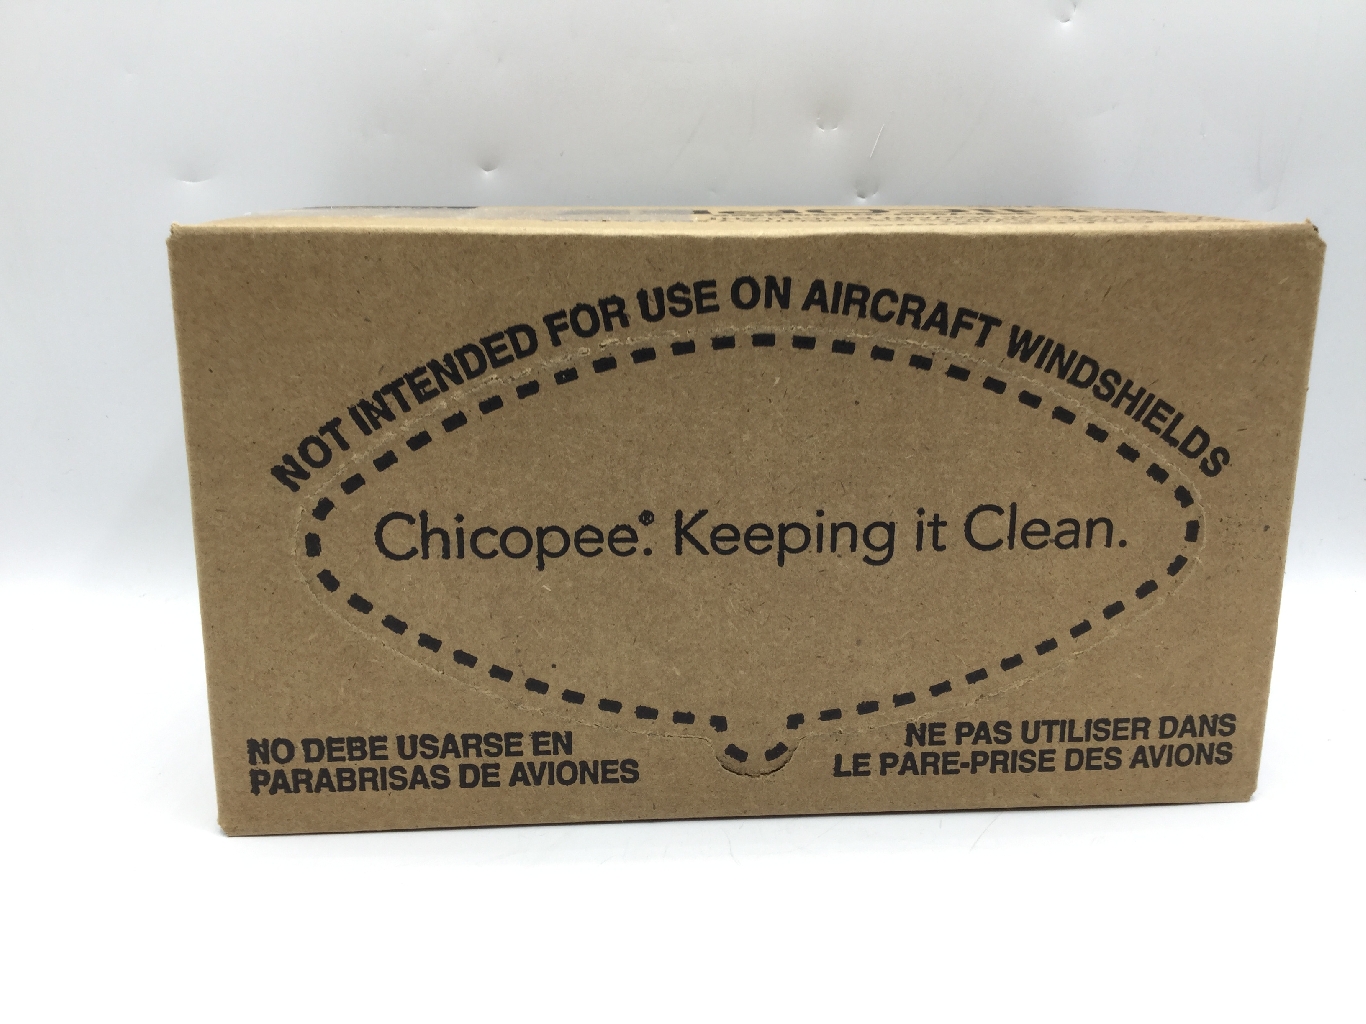 NOT INTENDED FOR USE ON AIRCRAFT WINDSHIELDS
Chicopee®. Keeping it Clean.
NO DEBE USARSE EN
PARABRISAS DE AVIONES
NE PAS UTILISER DANS
LE PARE-PRISE DES AVIONS